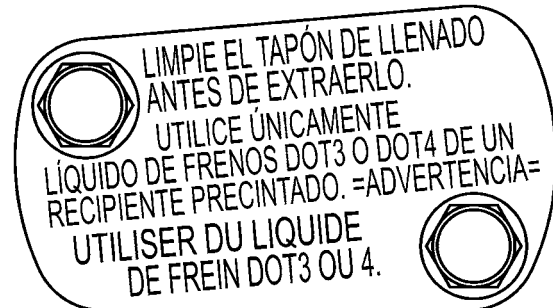 LIMPIE EL TAPÓN DE LLENADO
ANTES DE EXTRAERLO.
UTILICE ÚNICAMENTE
LÍQUIDO DE FRENOS DOT3 O DOT4 DE UN
RECIPIENTE PRECINTADO. =ADVERTENCIA=
UTILISER DU LIQUIDE
DE FREIN DOT3 OU 4.